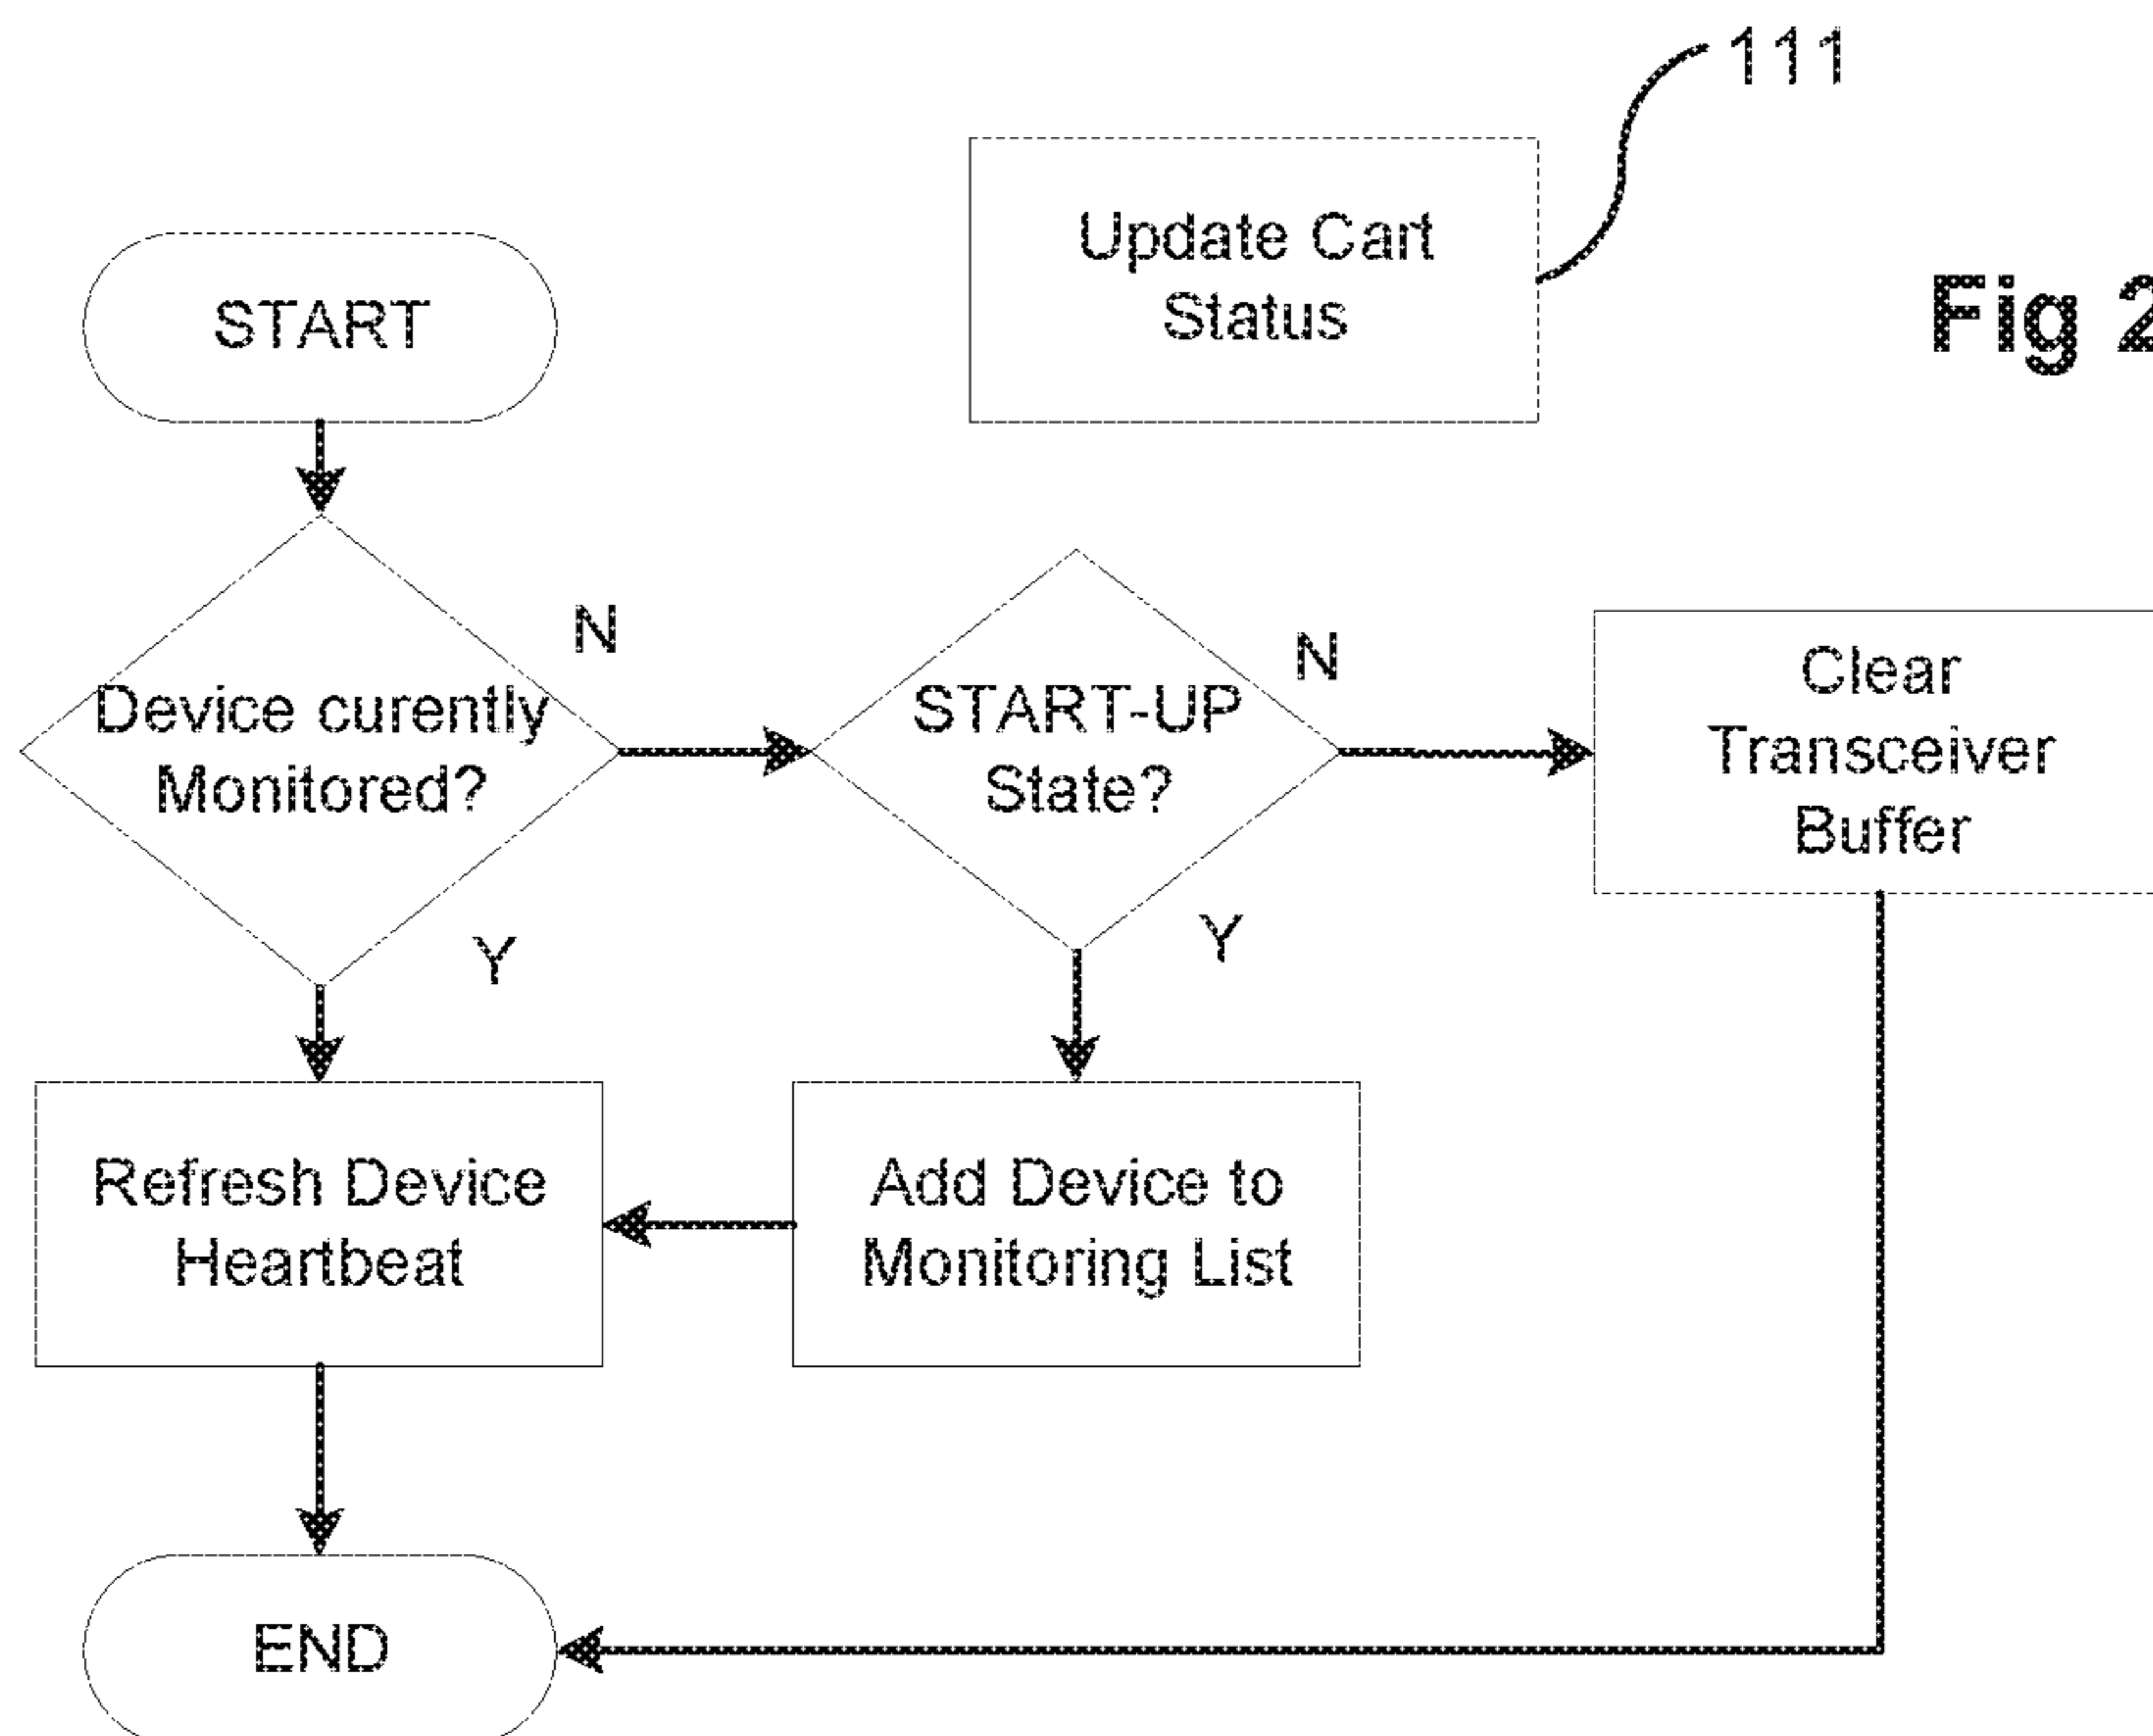 111
Update Cart
Status
Fig 2
START
N
N
Device curently
Monitored?
START-UP
State?
Clear
Transceiver
Buffer
Y
Y
Refresh Device
Heartbeat
Add Device to
Monitoring List
END